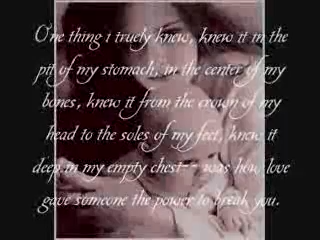 One thing i truely knew, knew it in the
pit of my stomach, in the center of my
bones, knew it from the crown of my
head to the soles of my feet, knew it
deep in my empty chest-- was how love
gave someone the power to break you.